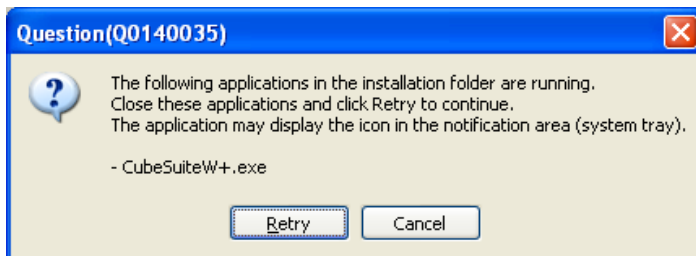 Question(Q0140035)
The following applications in the installation folder are running.
Close these applications and click Retry to continue.
The application may display the icon in the notification area (system tray).
- CubeSuiteW+.exe
Retry
Cancel